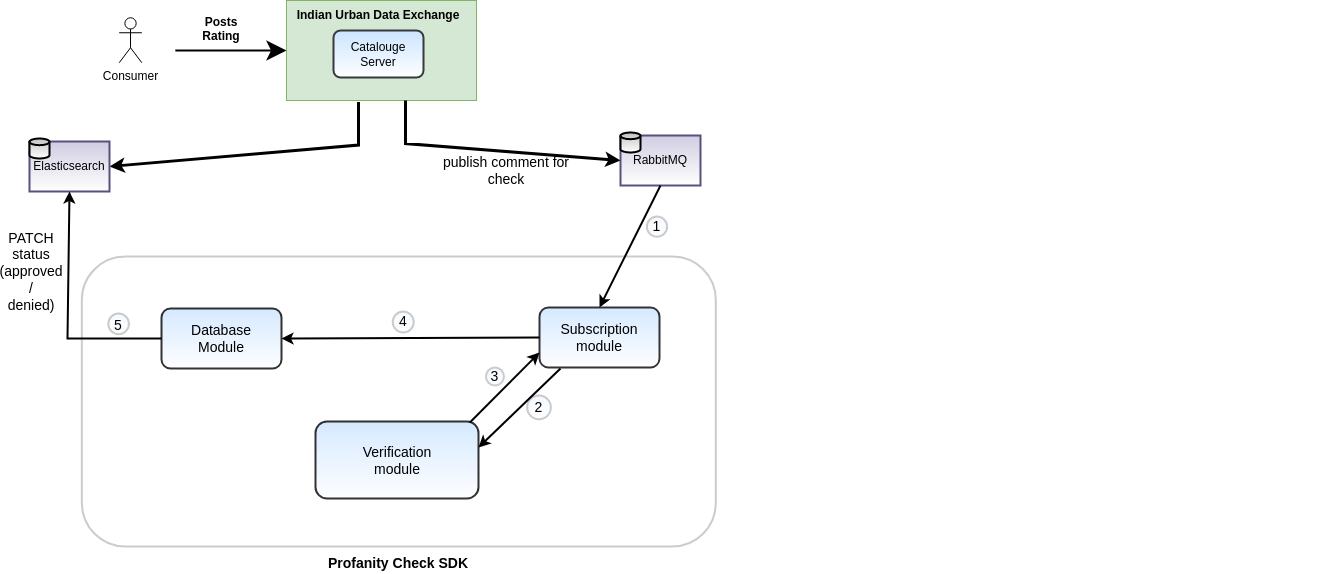 Posts
Rating
Consumer
Indian Urban Data Exchange
Catalouge
Server
Elasticsearch
publish comment for
check
RabbitMQ
1
PATCH
status
(approved
/
denied)
5
Database
Module
4
Subscription
module
3
2
Verification
module
Profanity Check SDK